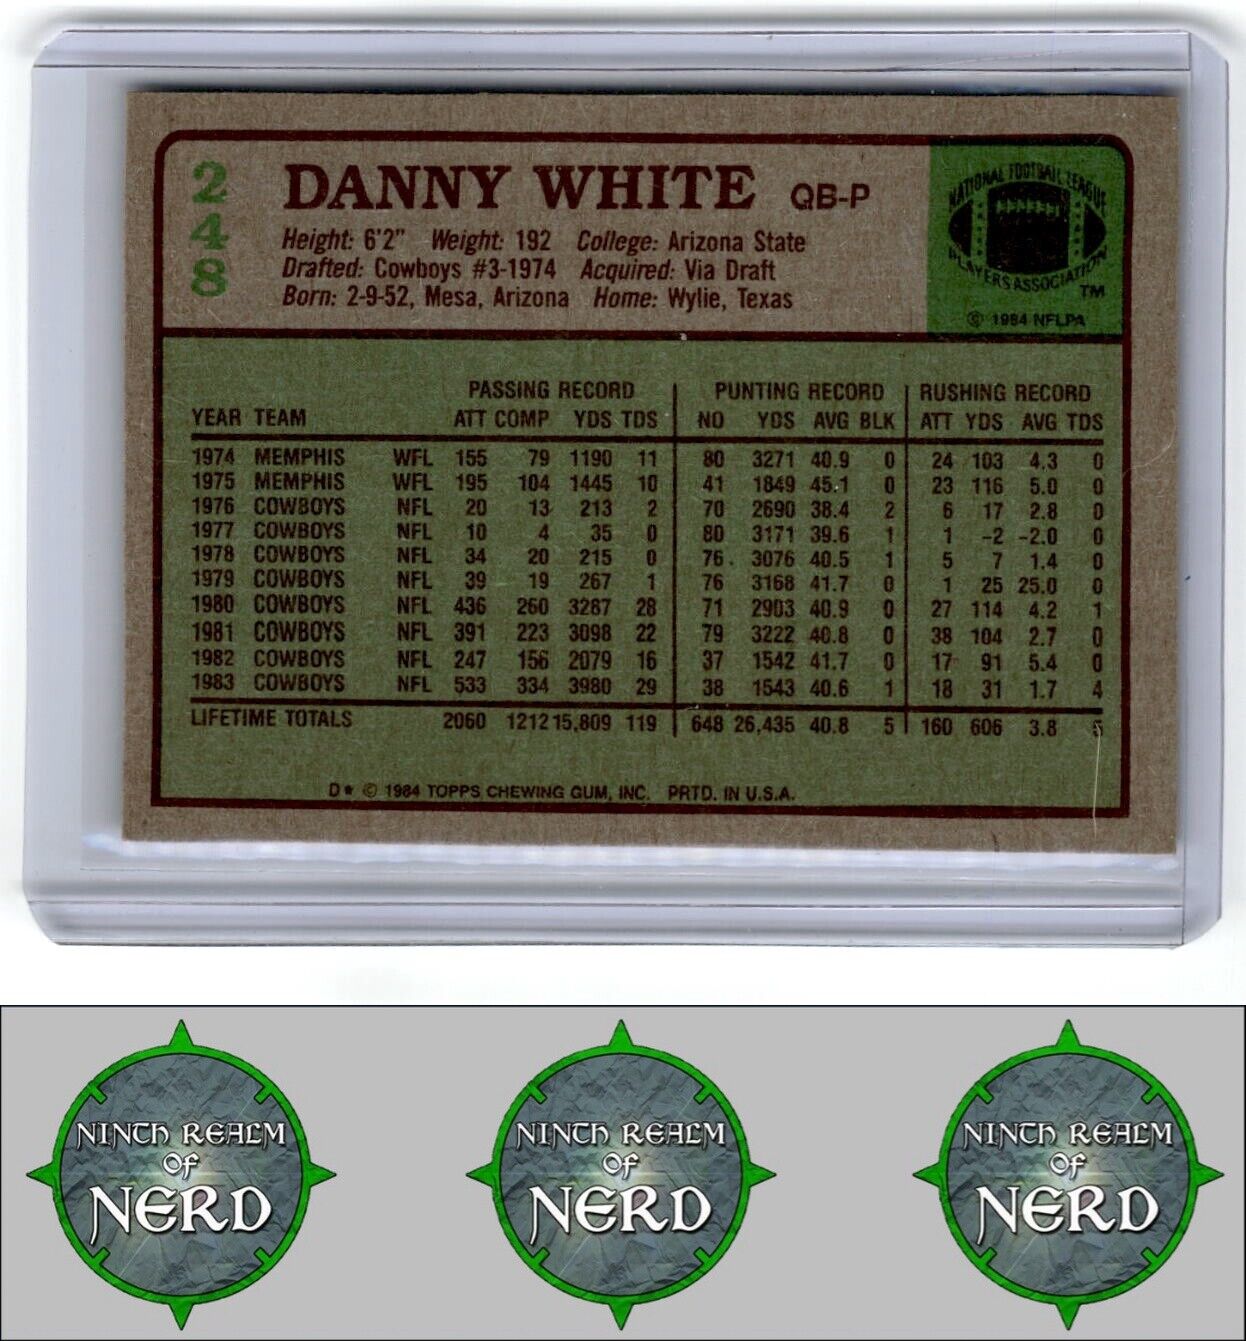 248 DANNY WHITE QB-P
Height: 6'2" Weight: 192 College: Arizona State
Drafted: Cowboys #3-1974 Acquired: Via Draft
Born: 2-9-52, Mesa, Arizona Home: Wylie, Texas
NATIONAL FOOTBALL LEAGUE
PLAYERS ASSOCIATION
TM
© 1984 NFLPA
PASSING RECORD PUNTING RECORD RUSHING RECORD
YEAR TEAM ATT COMP YDS TDS NO YDS AVG BLK ATT YDS AVG TDS
1974 MEMPHIS WFL 155 79 1190 11 80 3271 40.9 0 24 103 4.3 0
1975 MEMPHIS WFL 195 104 1445 10 41 1849 45.1 0 23 116 5.0 0
1976 COWBOYS NFL 20 13 213 2 70 2690 38.4 2 6 17 2.8 0
1977 COWBOYS NFL 10 4 35 0 80 3171 39.6 1 1 -2 -2.0 0
1978 COWBOYS NFL 34 20 215 0 76 3076 40.5 1 5 7 1.4 0
1979 COWBOYS NFL 39 19 267 1 76 3168 41.7 0 1 25 25.0 0
1980 COWBOYS NFL 436 260 3287 28 71 2903 40.9 0 27 114 4.2 1
1981 COWBOYS NFL 391 223 3098 22 79 3222 40.8 0 38 104 2.7 0
1982 COWBOYS NFL 247 156 2079 16 37 1542 41.7 0 17 91 5.4 0
1983 COWBOYS NFL 533 334 3980 29 38 1543 40.6 1 18 31 1.7 4
LIFETIME TOTALS 2060 1212 15,809 119 648 26,435 40.8 5 160 606 3.8 5
D* © 1984 TOPPS CHEWING GUM, INC. PRTD. IN U.S.A.
NINTH REALM
OF
NERD
NINTH REALM
OF
NERD
NINTH REALM
OF
NERD